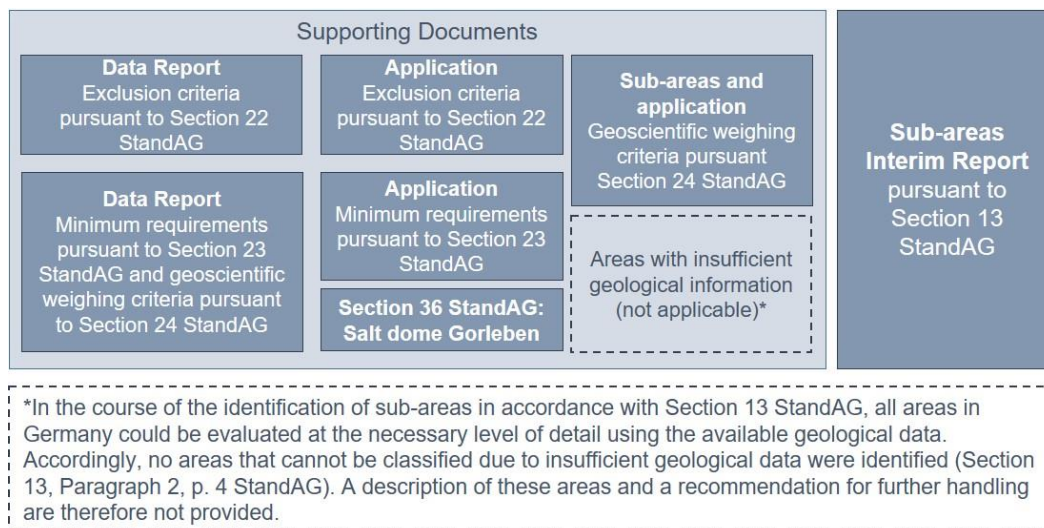 Supporting Documents
Data Report
Exclusion criteria
pursuant to Section 22
StandAG
Data Report
Minimum requirements
pursuant to Section 23
StandAG and geoscientific
weighing criteria pursuant
to Section 24 StandAG
Application
Exclusion criteria
pursuant to Section 22
StandAG
Application
Minimum requirements
pursuant to Section 23
StandAG
Section 36 StandAG:
Salt dome Gorleben
Sub-areas and
application
Geoscientific weighing
criteria pursuant
Section 24 StandAG
Areas with insufficient
geological information
(not applicable)*
Sub-areas
Interim Report
pursuant to
Section 13
StandAG
*In the course of the identification of sub-areas in accordance with Section 13 StandAG, all areas in
Germany could be evaluated at the necessary level of detail using the available geological data.
Accordingly, no areas that cannot be classified due to insufficient geological data were identified (Section
13, Paragraph 2, p. 4 StandAG). A description of these areas and a recommendation for further handling
are therefore not provided.